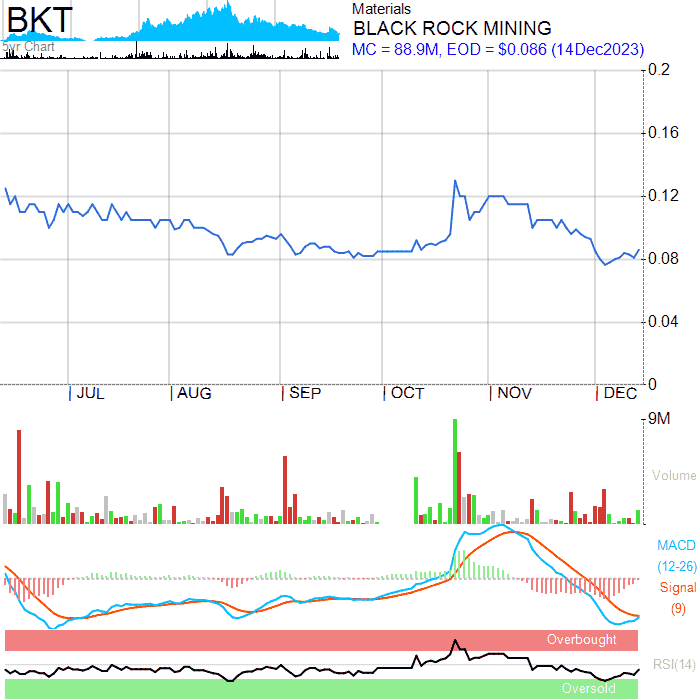 BKT
5yr Chart
Materials
BLACK ROCK MINING
MC = 88.9M, EOD = $0.086 (14Dec2023)
0.2
0.16
0.12
0.08
0.04
0
JUL AUG SEP OCT NOV DEC
9M
Volume
MACD
(12-26)
Signal
(9)
Overbought
RSI(14)
Oversold